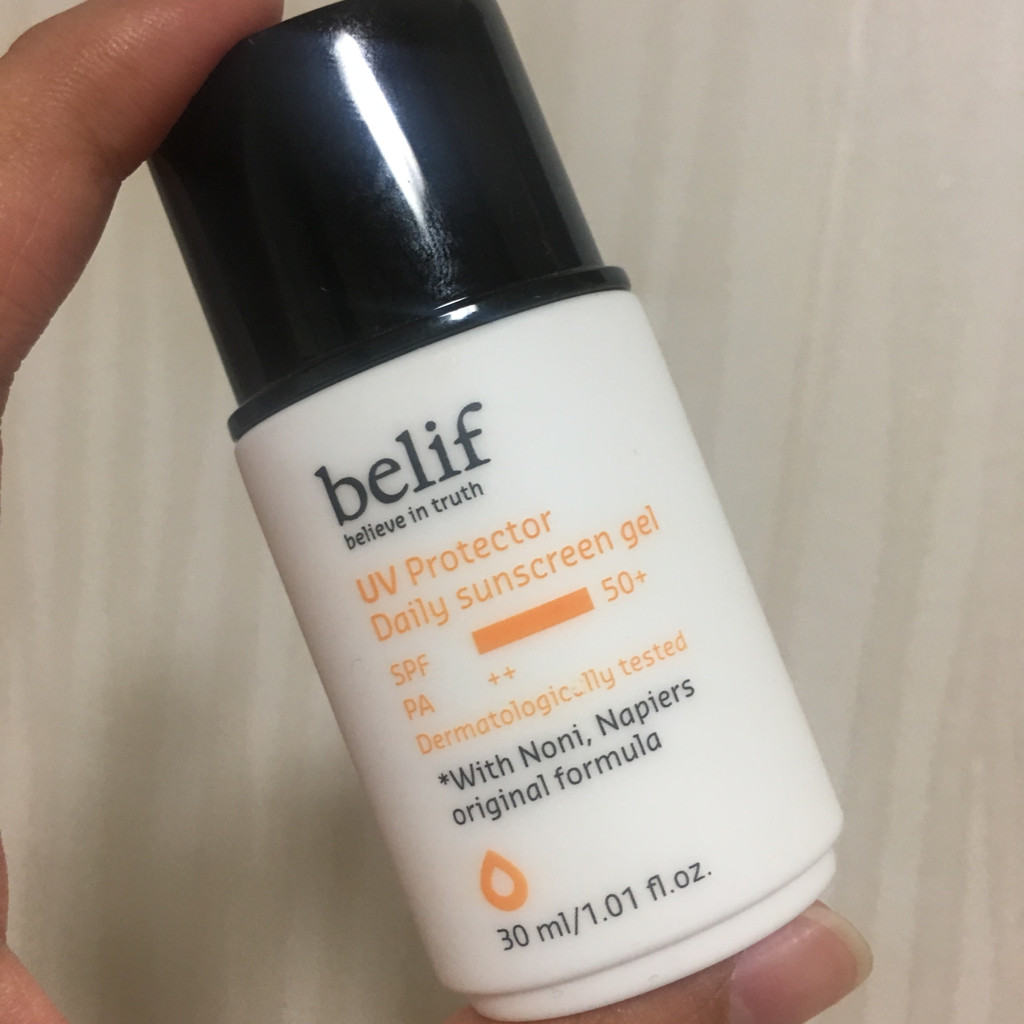 belif
believe in truth
UV Protector
Daily sunscreen gel
SPF 50+
PA ++
Dermatologically tested
*With Noni, Napiers
original formula
30 ml/1.01 fl.oz.